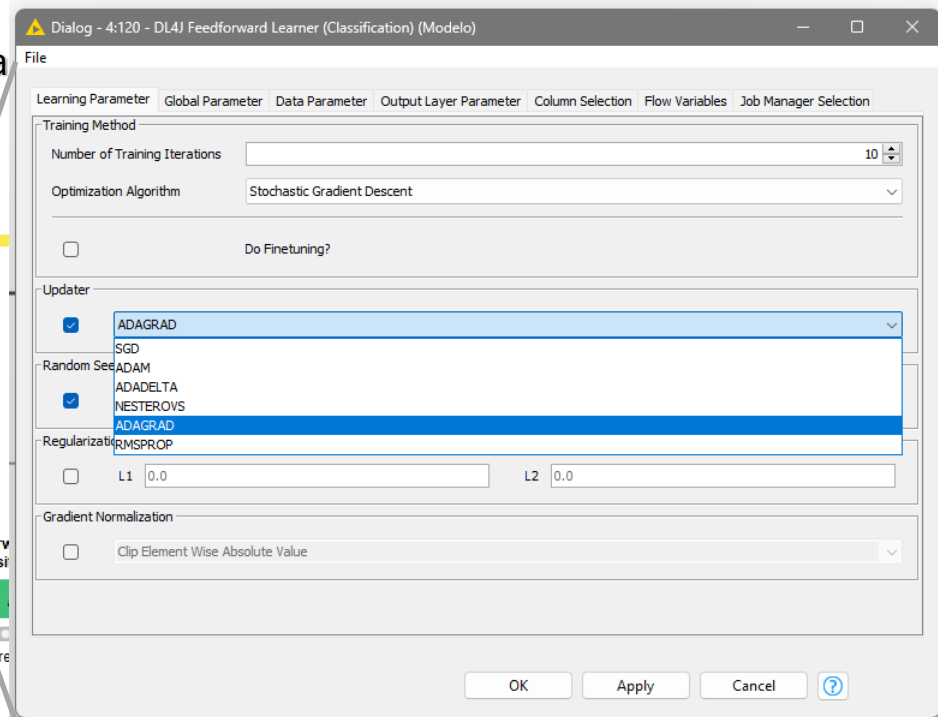 Dialog - 4:120 - DL4J Feedforward Learner (Classification) (Modelo)
File
Learning Parameter Global Parameter Data Parameter Output Layer Parameter Column Selection Flow Variables Job Manager Selection
Training Method
Number of Training Iterations 10
Optimization Algorithm Stochastic Gradient Descent
Do Finetuning?
Updater
ADAGRAD
SGD
Random See
ADAM
ADADELTA
NESTEROVS
ADAGRAD
RMSPROP
L1 0.0 L2 0.0
Gradient Normalization
Clip Element Wise Absolute Value
OK Apply Cancel ?